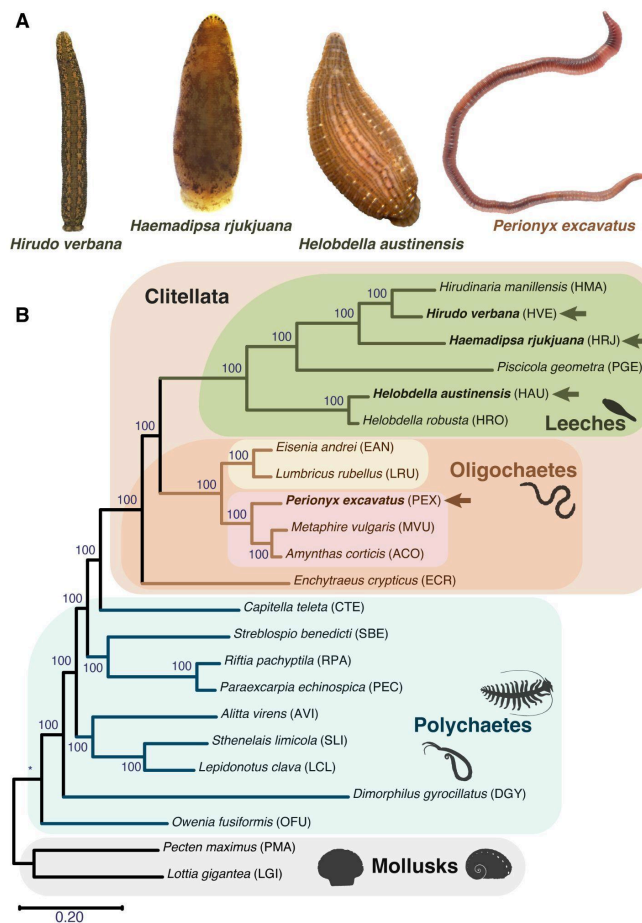 A
Hirudo verbana
Haemadipsa rjukjuana
Helobdella austinensis
Perionyx excavatus
B
Clitellata
100
100
100
100
100
Hirudinaria manillensis (HMA)
Hirudo verbana (HVE)
Haemadipsa rjukjuana (HRJ)
Piscicola geometra (PGE)
Helobdella austinensis (HAU)
Helobdella robusta (HRO)
Leeches
100
100
100
100
100
100
Eisenia andrei (EAN)
Lumbricus rubellus (LRU)
Oligochaetes
Perionyx excavatus (PEX)
Metaphire vulgaris (MVU)
Amynthas corticis (ACO)
Enchytraeus crypticus (ECR)
100
Capitella teleta (CTE)
100
100
100
Streblospio benedicti (SBE)
Riftia pachyptila (RPA)
Paraexcarpia echinospica (PEC)
100
Alitta virens (AVI)
Polychaetes
100
100
Sthenelais limicola (SLI)
Lepidonotus clava (LCL)
100
*
Dimorphilus gyrocillatus (DGY)
Owenia fusiformis (OFU)
Pecten maximus (PMA)
Mollusks
Lottia gigantea (LGI)
0.20